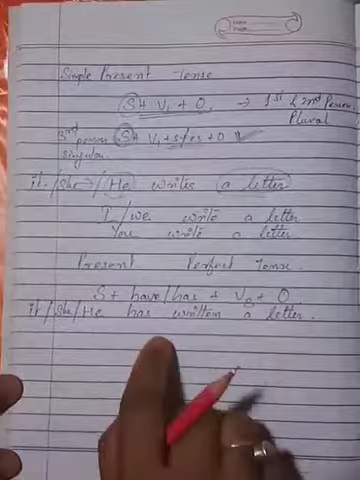 Simple Present Tense
S+ V1 + O. → 1st & 2nd Person
Plural
3rd person S+ V1 + s/es + O
Singular
it/She/He writes a letter
I/we write a letter
You write a letter
Present Perfect Tense.
S+ have/has + V3 + O
it/She/He has written a letter.